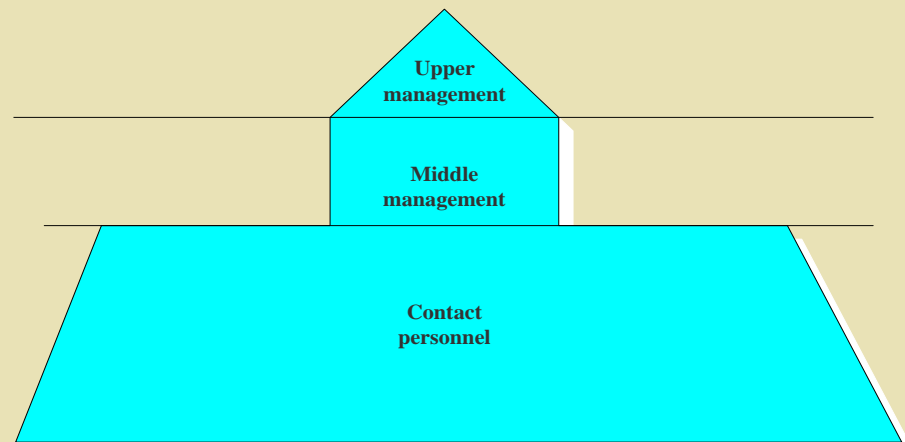 Upper
management
Middle
management
Contact
personnel